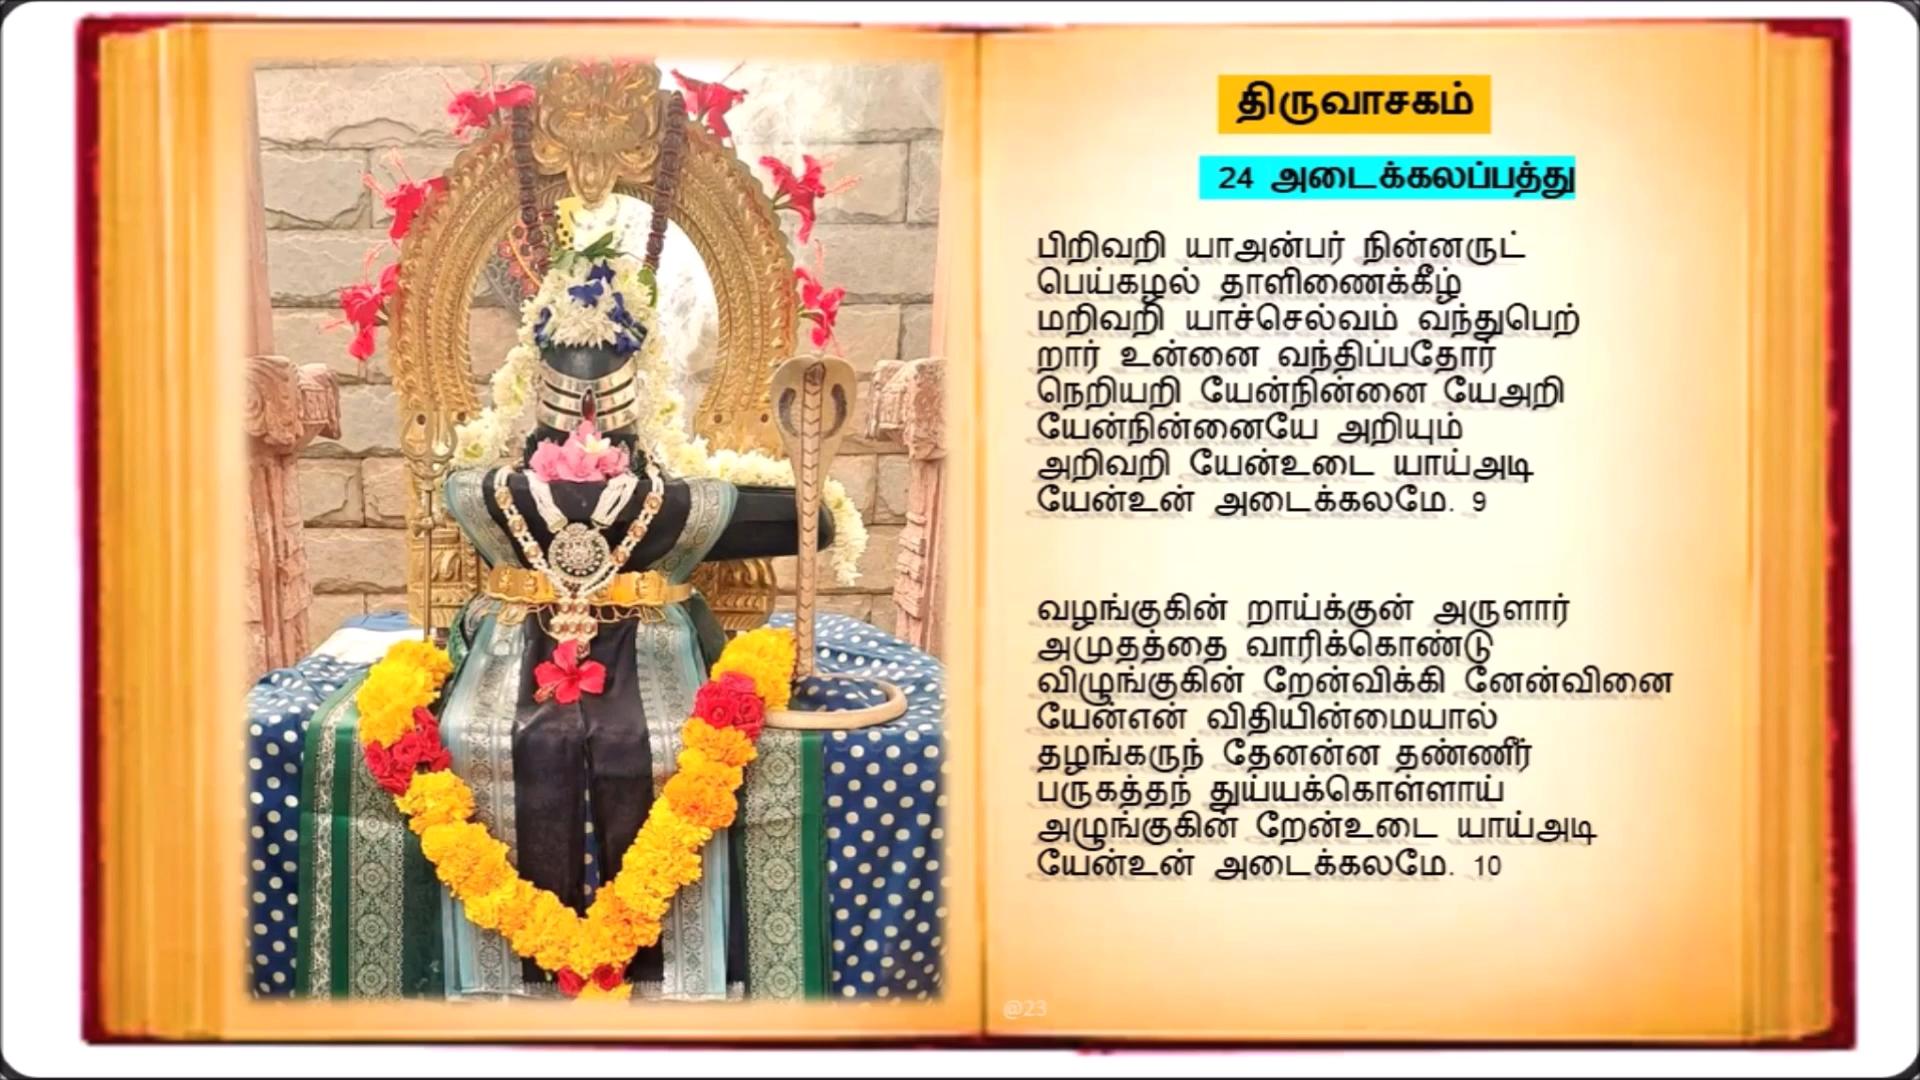 திருவாசகம்
24 அடைக்கலப்பத்து
பிறிவறி யாஅன்பர் நின்னருட்
பெய்கழல் தாளிணைக்கீழ்
மறிவறி யாச்செல்வம் வந்துபெற்
றார் உன்னை வந்திப்பதோர்
நெறியறி யேன்நின்னை யேஅறி
யேன்நின்னையே அறியும்
அறிவறி யேன்உடை யாய்அடி
யேன்உன் அடைக்கலமே. 9
வழங்குகின் றாய்க்குன் அருளார்
அமுதத்தை வாரிக்கொண்டு
விழுங்குகின் றேன்விக்கி னேன்வினை
யேன்என் விதியின்மையால்
தழங்கருந் தேனன்ன தண்ணீர்
பருகத்தந் துய்யக்கொள்ளாய்
அழுங்குகின் றேன்உடை யாய்அடி
யேன்உன் அடைக்கலமே. 10
@23